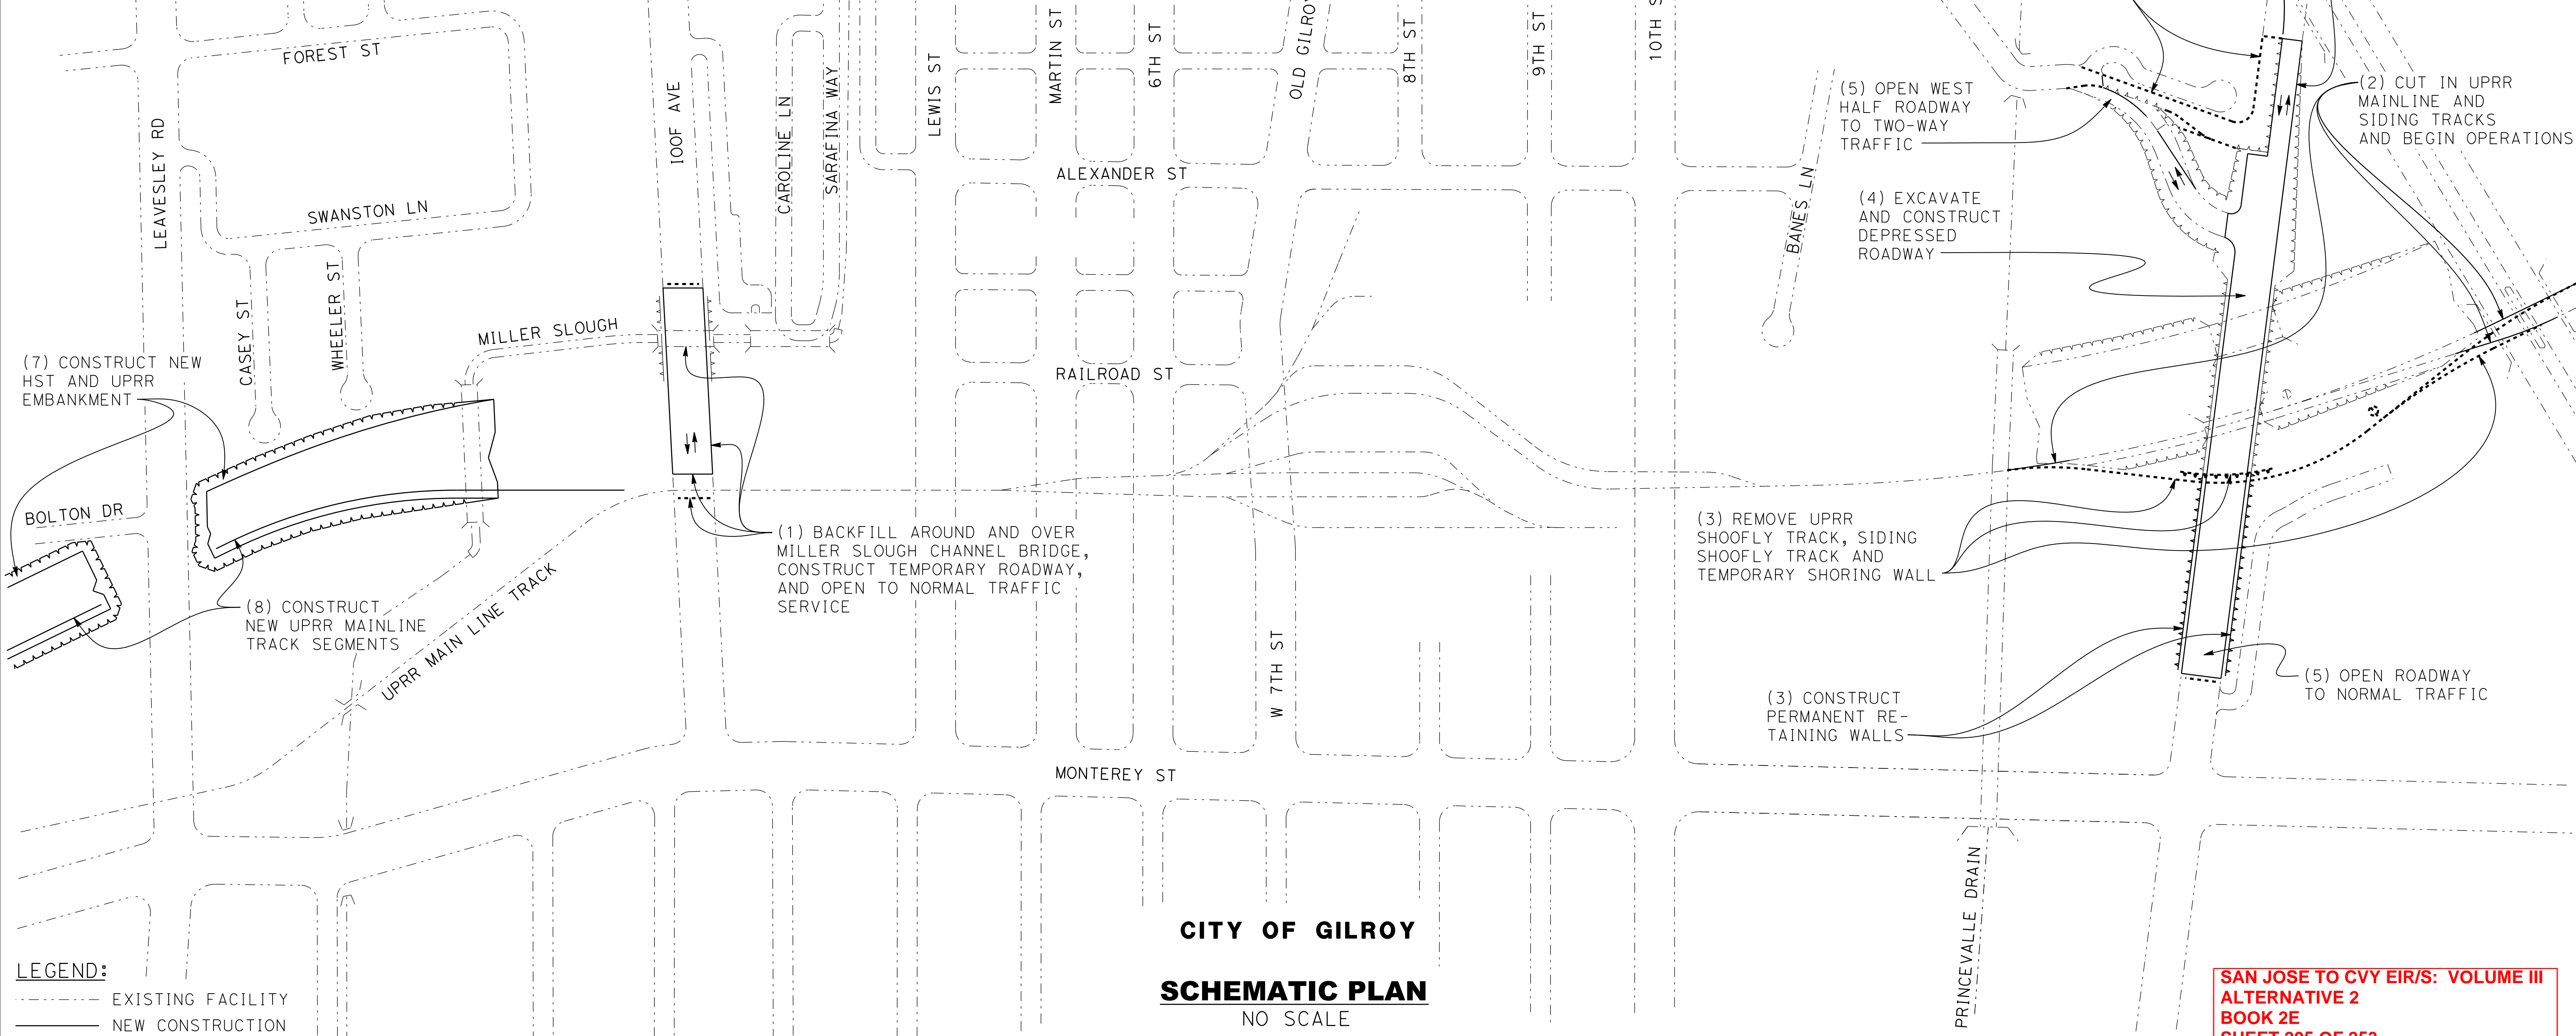 FOREST ST
LEAVESLEY RD
SWANSTON LN
CASEY ST
WHEELER ST
MILLER SLOUGH
(7) CONSTRUCT NEW
HST AND UPRR
EMBANKMENT
BOLTON DR
(8) CONSTRUCT
NEW UPRR MAINLINE
TRACK SEGMENTS
UPRR MAIN LINE TRACK
IOOF AVE
CAROLINE LN
SARAFINA WAY
LEWIS ST
MARTIN ST
6TH ST
OLD GILROY
8TH ST
9TH ST
10TH S
ALEXANDER ST
RAILROAD ST
BANES LN
(1) BACKFILL AROUND AND OVER
MILLER SLOUGH CHANNEL BRIDGE,
CONSTRUCT TEMPORARY ROADWAY,
AND OPEN TO NORMAL TRAFFIC
SERVICE
W 7TH ST
MONTEREY ST
(5) OPEN WEST
HALF ROADWAY
TO TWO-WAY
TRAFFIC
(2) CUT IN UPRR
MAINLINE AND
SIDING TRACKS
AND BEGIN OPERATIONS
(4) EXCAVATE
AND CONSTRUCT
DEPRESSED
ROADWAY
(3) REMOVE UPRR
SHOOFLY TRACK, SIDING
SHOOFLY TRACK AND
TEMPORARY SHORING WALL
(3) CONSTRUCT
PERMANENT RE-
TAINING WALLS
(5) OPEN ROADWAY
TO NORMAL TRAFFIC
PRINCEVALLE DRAIN
CITY OF GILROY
SCHEMATIC PLAN
NO SCALE
LEGEND:
EXISTING FACILITY
NEW CONSTRUCTION
SAN JOSE TO CVY EIR/S: VOLUME III
ALTERNATIVE 2
BOOK 2E